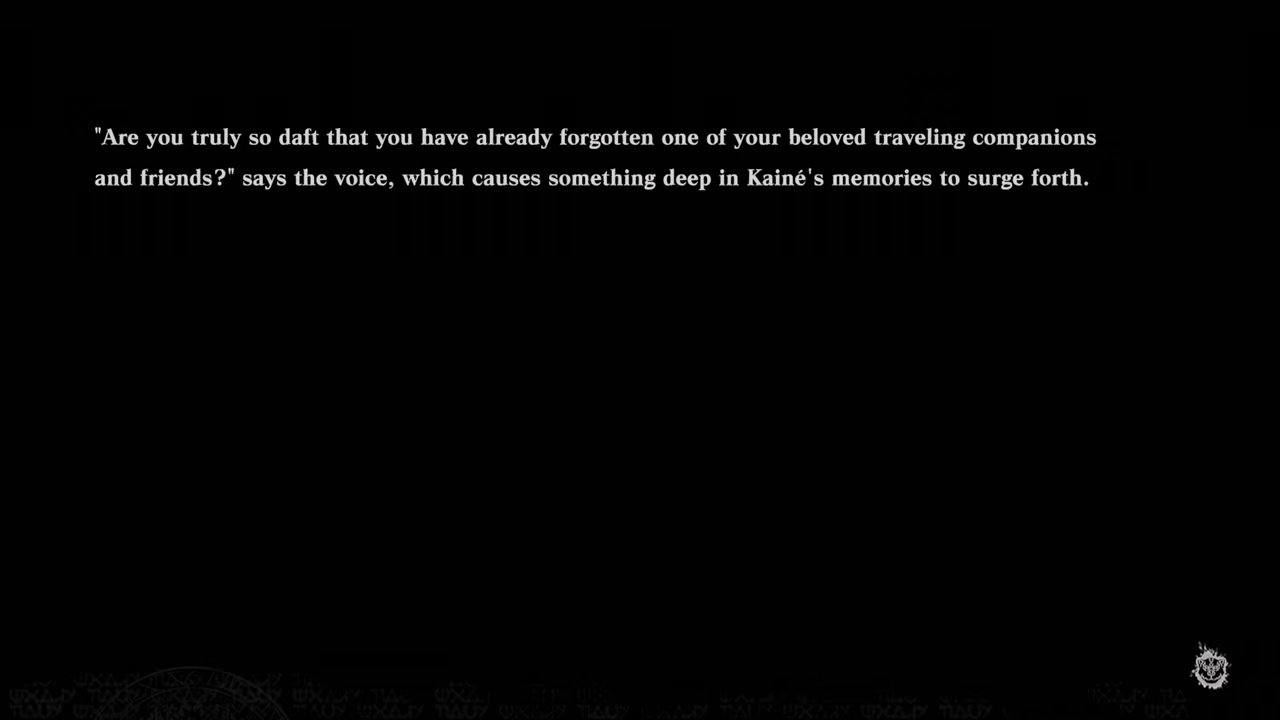 "Are you truly so daft that you have already forgotten one of your beloved traveling companions
and friends?" says the voice, which causes something deep in Kainé's memories to surge forth.